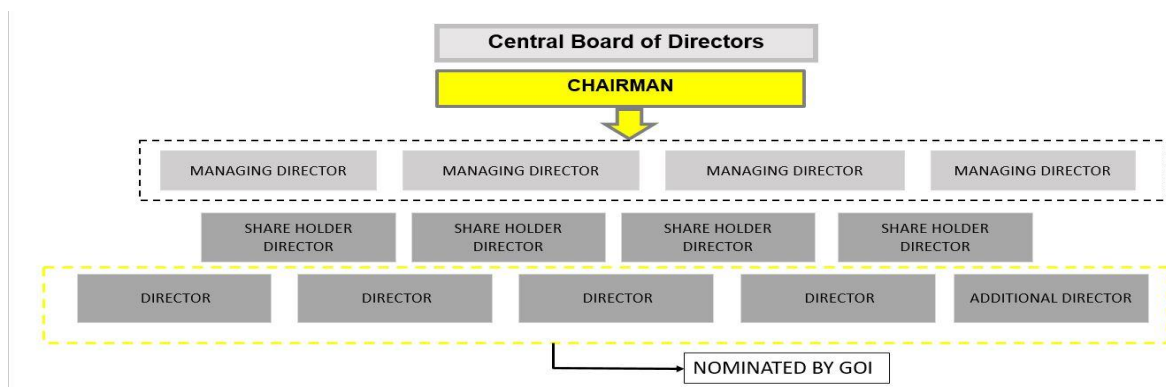 Central Board of Directors
CHAIRMAN
MANAGING DIRECTOR
MANAGING DIRECTOR
MANAGING DIRECTOR
MANAGING DIRECTOR
SHARE HOLDER
DIRECTOR
SHARE HOLDER
DIRECTOR
SHARE HOLDER
DIRECTOR
SHARE HOLDER
DIRECTOR
DIRECTOR
DIRECTOR
DIRECTOR
DIRECTOR
ADDITIONAL DIRECTOR
NOMINATED BY GOI